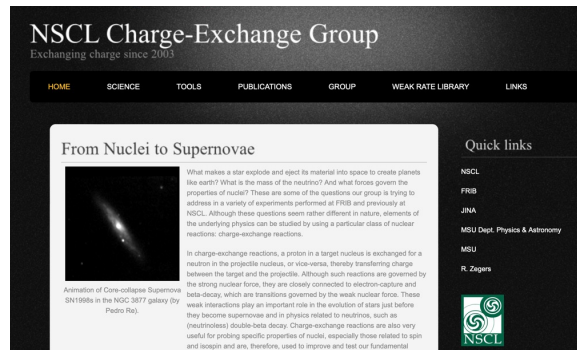 NSCL Charge-Exchange Group
Exchanging charge since 2003
HOME SCIENCE TOOLS PUBLICATIONS GROUP WEAK RATE LIBRARY LINKS
From Nuclei to Supernovae
Animation of Core-collapse Supernova
SN1998s in the NGC 3877 galaxy (by
Pedro Re).
What makes a star explode and eject its material into space to create planets
like earth? What is the mass of the neutrino? And what forces govern the
properties of nuclei? These are some of the questions our group is trying to
address in a variety of experiments performed at FRIB and previously at
NSCL. Although these questions seem rather different in nature, elements of
the underlying physics can be studied by using a particular class of nuclear
reactions: charge-exchange reactions.
In charge-exchange reactions, a proton in a target nucleus is exchanged for a
neutron in the projectile nucleus, or vice-versa, thereby transferring charge
between the target and the projectile. Although such reactions are governed by
the strong nuclear force, they are closely connected to electron-capture and
beta-decay, which are transitions governed by the weak nuclear force. These
weak interactions play an important role in the evolution of stars just before
they become supernovae and in physics related to neutrinos, such as
(neutrinoless) double-beta decay. Charge-exchange reactions are also very
useful for probing specific properties of nuclei, especially those related to spin
and isospin and are, therefore, used to improve and test our fundamental
Quick links
NSCL
FRIB
JINA
MSU Dept. Physics & Astronomy
MSU
R. Zegers
NSCL